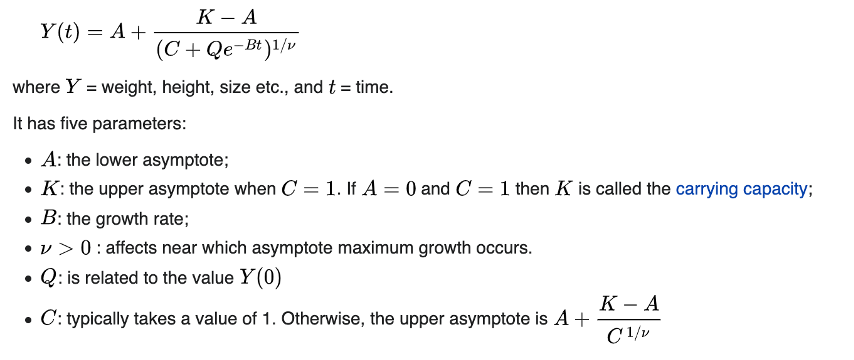 Y(t) = A + \frac{K − A}{(C + Qe^{−Bt})^{1/ν}}
where Y = weight, height, size etc., and t = time.
It has five parameters:
• A: the lower asymptote;
• K: the upper asymptote when C = 1. If A = 0 and C = 1 then K is called the carrying capacity;
• B: the growth rate;
• ν > 0 : affects near which asymptote maximum growth occurs.
• Q: is related to the value Y(0)
• C: typically takes a value of 1. Otherwise, the upper asymptote is A + \frac{K − A}{C^{1/ν}}